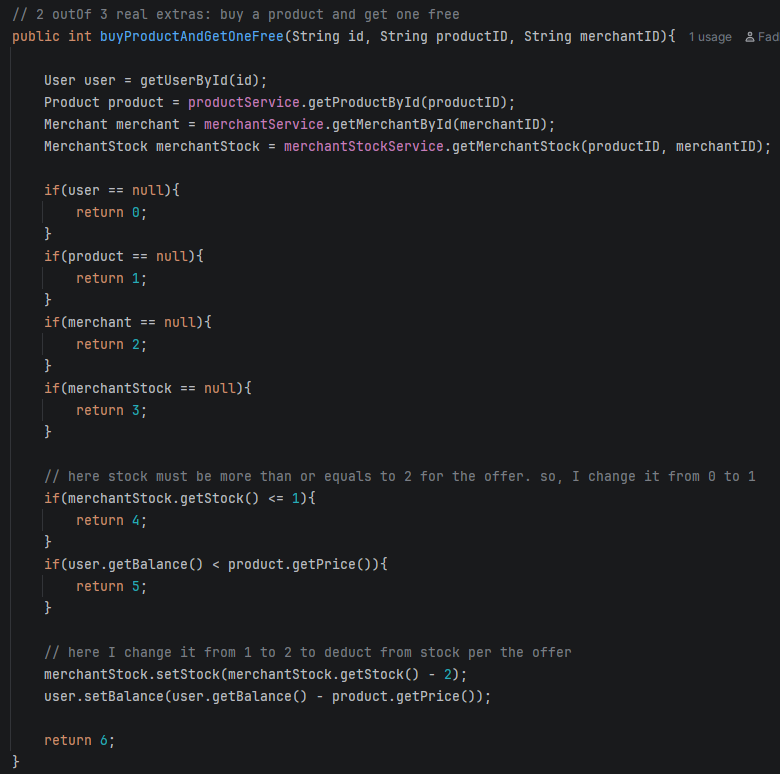 // 2 outOf 3 real extras: buy a product and get one free
public int buyProductAndGetOneFree(String id, String productID, String merchantID){ 1 usage Fad
User user = getUserById(id);
Product product = productService.getProductById(productID);
Merchant merchant = merchantService.getMerchantById(merchantID);
MerchantStock merchantStock = merchantStockService.getMerchantStock(productID, merchantID);
if(user == null){
return 0;
}
if(product == null){
return 1;
}
if(merchant == null){
return 2;
}
if(merchantStock == null){
return 3;
}
// here stock must be more than or equals to 2 for the offer. so, I change it from 0 to 1
if(merchantStock.getStock() <= 1){
return 4;
}
if(user.getBalance() < product.getPrice()){
return 5;
}
// here I change it from 1 to 2 to deduct from stock per the offer
merchantStock.setStock(merchantStock.getStock() - 2);
user.setBalance(user.getBalance() - product.getPrice());
return 6;
}